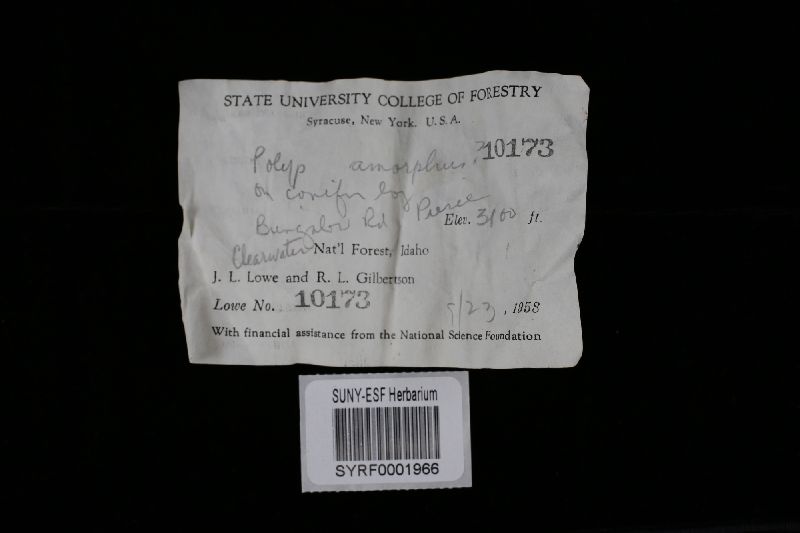 STATE UNIVERSITY COLLEGE OF FORESTRY
Syracuse, New York. U.S.A.
Polyp amorphus? 10173
on conifer log
Bungalow Rd Pierce Elev. 3100 ft.
Clearwater Nat'l Forest, Idaho
J. L. Lowe and R. L. Gilbertson
Lowe No. 10173 9/23, 1958
With financial assistance from the National Science Foundation
SUNY-ESF Herbarium
SYRF0001966